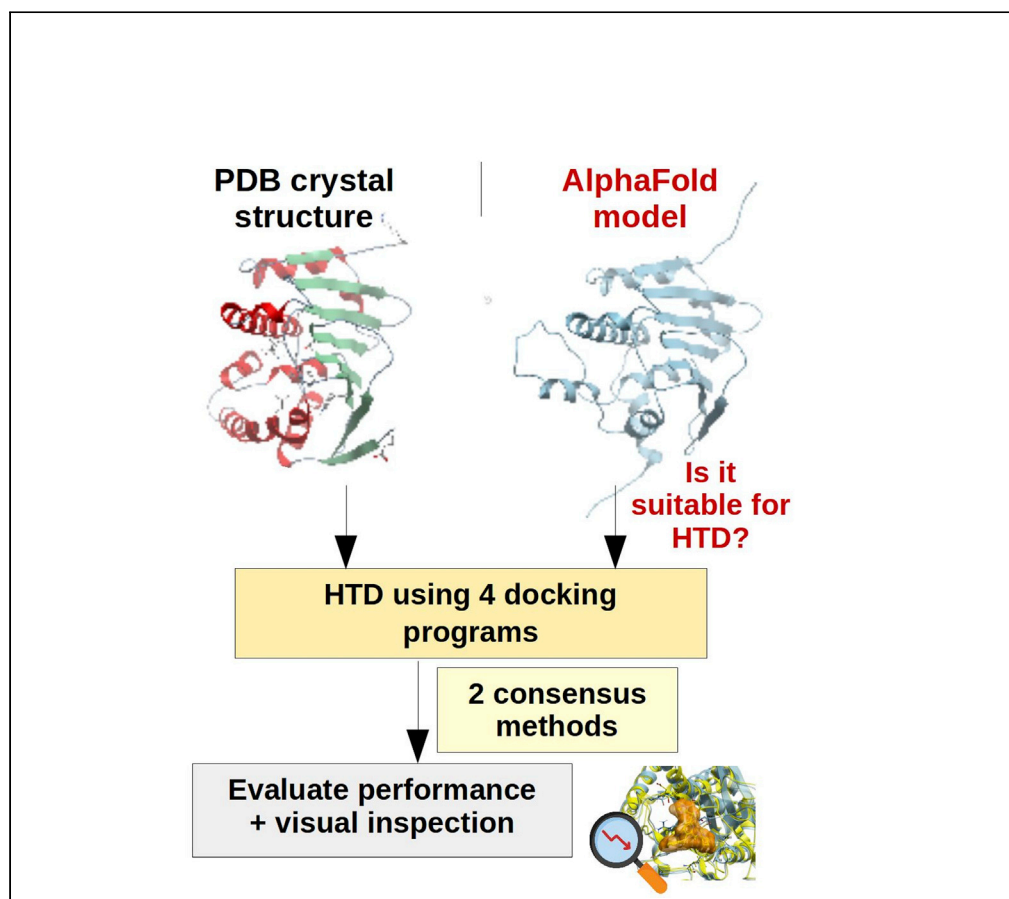 PDB crystal
structure
AlphaFold
model
Is it
suitable for
HTD?
HTD using 4 docking
programs
2 consensus
methods
Evaluate performance
+ visual inspection